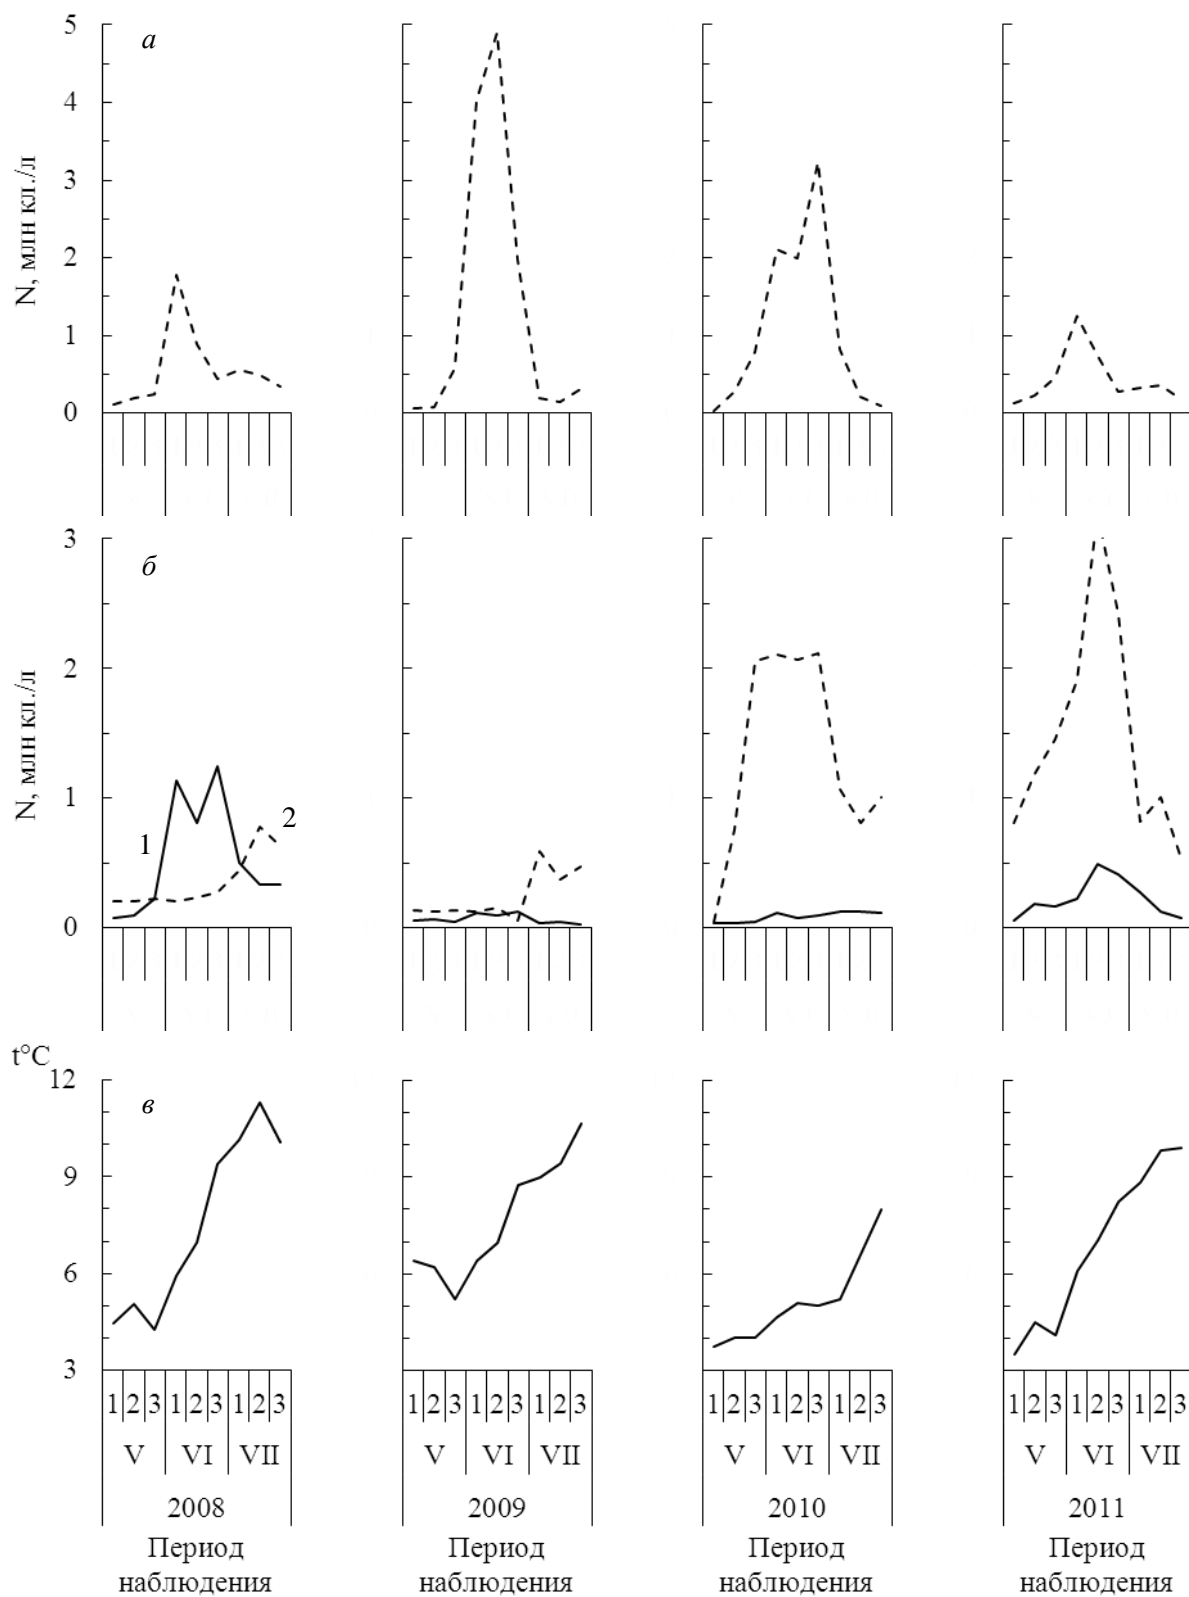 5
а
4
3
2
1
0
N, млн кл./л
3
б
2
1
0
N, млн кл./л
1
2
t°C
12
в
9
6
3
1 2 3 1 2 3 1 2 3
1 2 3 1 2 3 1 2 3
1 2 3 1 2 3 1 2 3
1 2 3 1 2 3 1 2 3
V VI VII
V VI VII
V VI VII
V VI VII
2008
2009
2010
2011
Период
наблюдения
Период
наблюдения
Период
наблюдения
Период
наблюдения